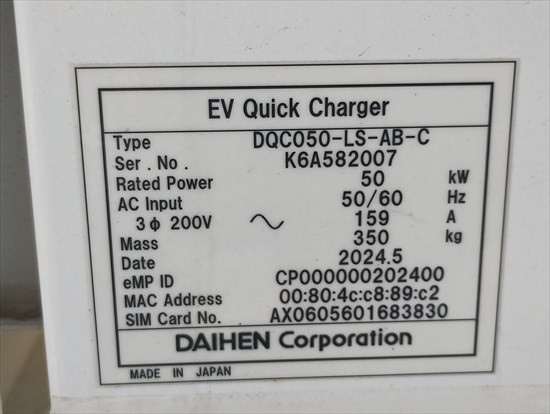 EV Quick Charger
Type DQC050-LS-AB-C
Ser . No . K6A582007
Rated Power 50 kW
AC Input 50/60 Hz
3φ 200V ～ 159 A
Mass 350 kg
Date 2024.5
eMP ID CP000000202400
MAC Address 00:80:4c:c8:89:c2
SIM Card No. AX0605601683830
DAIHEN Corporation
MADE IN JAPAN